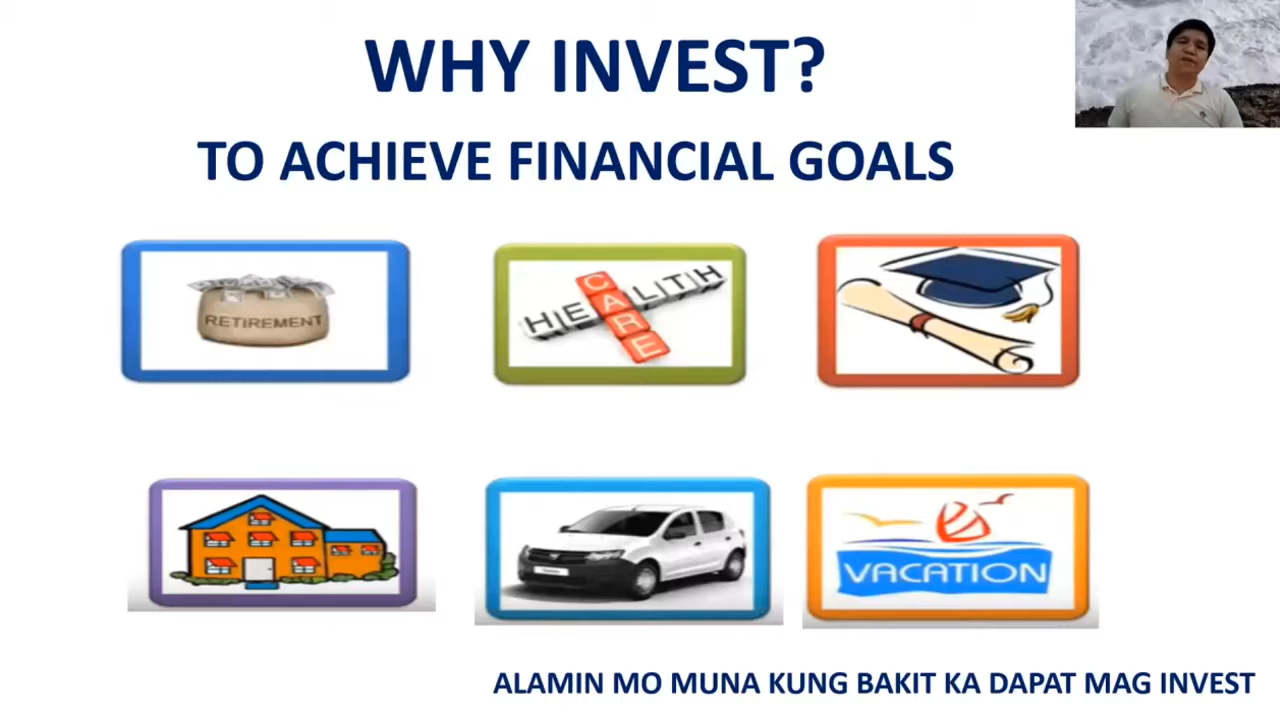 WHY INVEST?
TO ACHIEVE FINANCIAL GOALS
RETIREMENT
HEALTH
CARE
VACATION
ALAMIN MO MUNA KUNG BAKIT KA DAPAT MAG INVEST